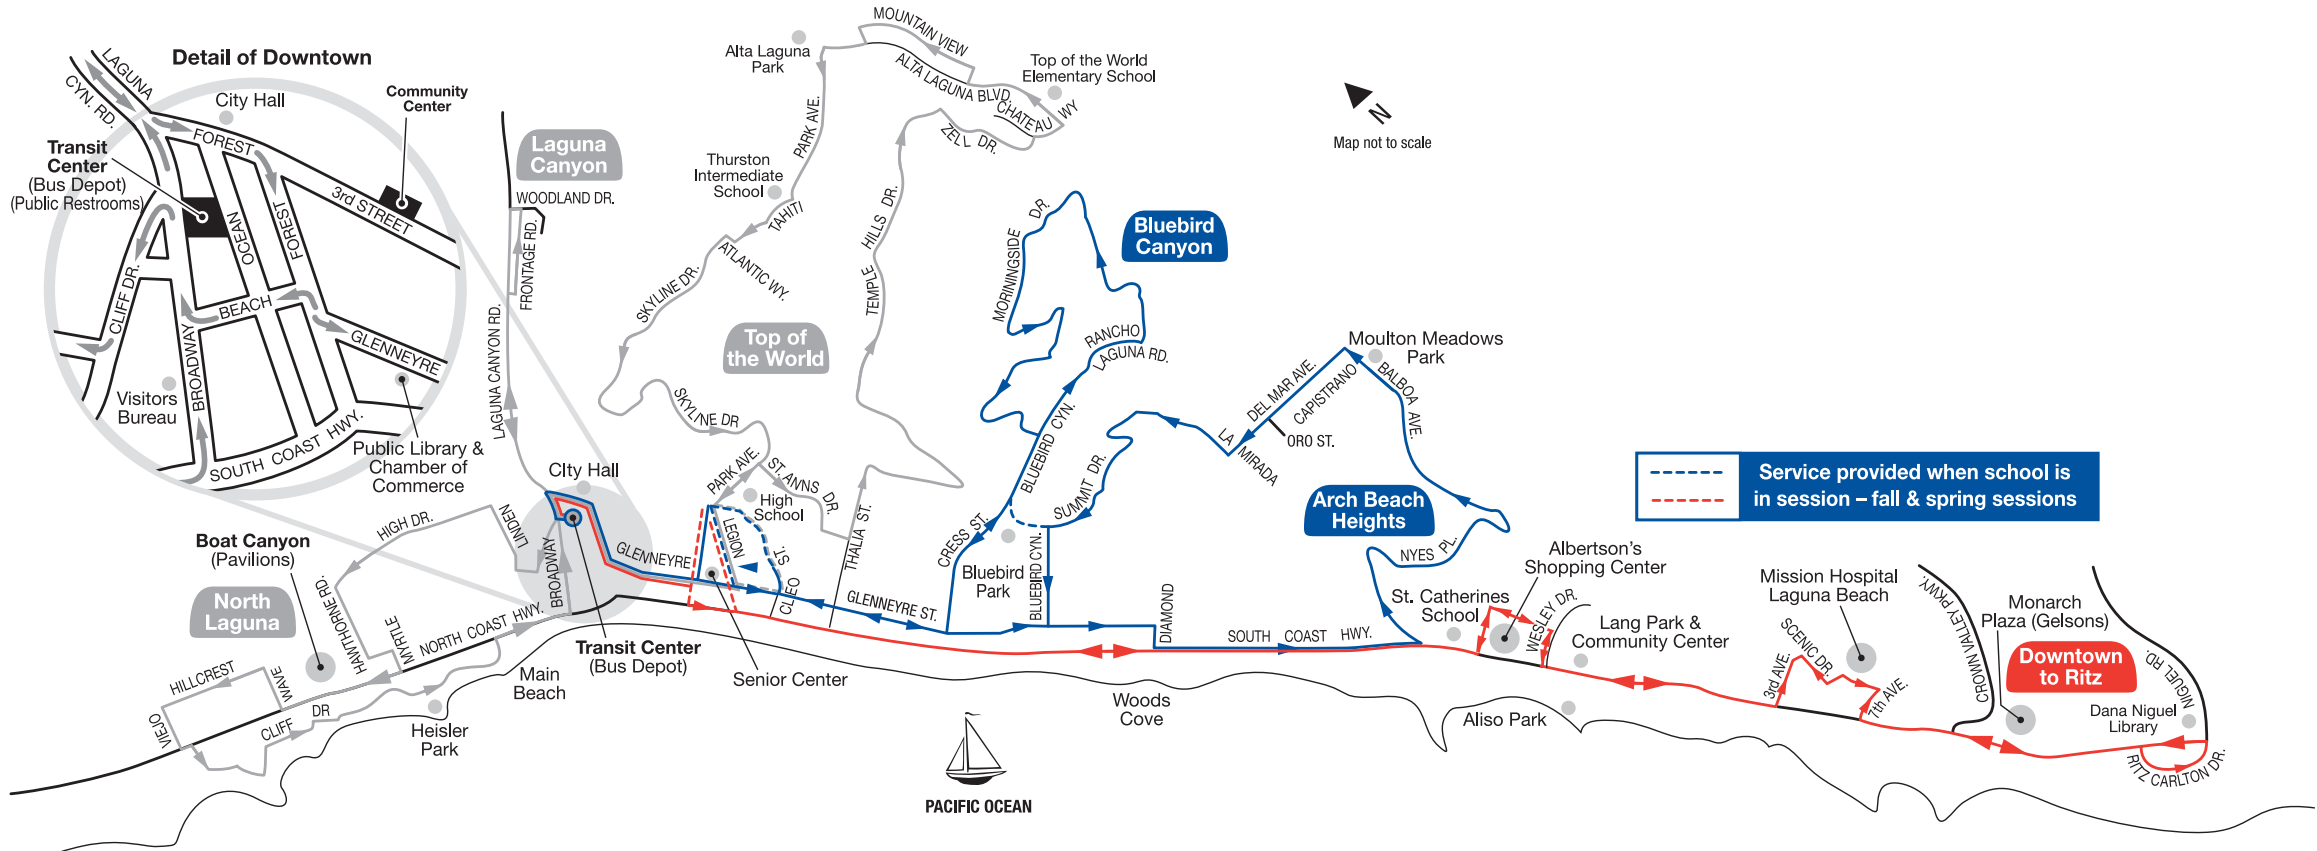 Detail of Downtown
LAGUNA
CYN. RD.
City Hall
Community
Center
FOREST
Transit
Center
(Bus Depot)
(Public Restrooms)
3rd STREET
OCEAN
FOREST
CLIFF DR.
BEACH
BROADWAY
GLENNEYRE
Visitors
Bureau
SOUTH COAST HWY.
Public Library &
Chamber of
Commerce
Laguna
Canyon
WOODLAND DR.
FRONTAGE RD.
LAGUNA CANYON RD.
Alta Laguna
Park
MOUNTAIN VIEW
ALTA LAGUNA BLVD.
Top of the World
Elementary School
CHATEAU WY
ZELL DR.
PARK AVE.
Thurston
Intermediate
School
TAHITI
ATLANTIC WY.
SKYLINE DR.
HILLS DR.
TEMPLE
Top of
the World
SKYLINE DR
PARK AVE.
ST. ANNS DR.
High
School
LEGION
ST.
CLEO
THALIA ST.
N
Map not to scale
Bluebird
Canyon
MORININGSIDE DR.
RANCHO
LAGUNA RD.
BLUEBIRD CYN.
SUMMIT DR.
CRESS ST.
Bluebird
Park
BLUEBIRD CYN.
Moulton Meadows
Park
DEL MAR AVE.
CAPISTRANO
BALBOA AVE.
ORO ST.
LA
MIRADA
Arch Beach
Heights
NYES PL.
Service provided when school is
in session – fall & spring sessions
CIty Hall
LINDEN
HIGH DR.
BROADWAY
GLENNEYRE
GLENNEYRE ST.
Boat Canyon
(Pavilions)
North
Laguna
HAWTHORNE RD.
MYRTLE
NORTH COAST HWY.
HILLCREST
WAVE
VIEJO
CLIFF DR
Heisler
Park
Main
Beach
Transit Center
(Bus Depot)
Senior Center
DIAMOND
SOUTH COAST HWY.
Woods
Cove
St. Catherines
School
Albertson's
Shopping Center
WESLEY DR.
Lang Park &
Community Center
Aliso Park
Mission Hospital
Laguna Beach
SCENIC DR.
3rd AVE.
7th AVE.
CROWN VALLEY PKWY.
Monarch
Plaza (Gelsons)
Downtown
to Ritz
NIGUEL RD.
Dana Niguel
Library
RITZ CARLTON DR.
PACIFIC OCEAN